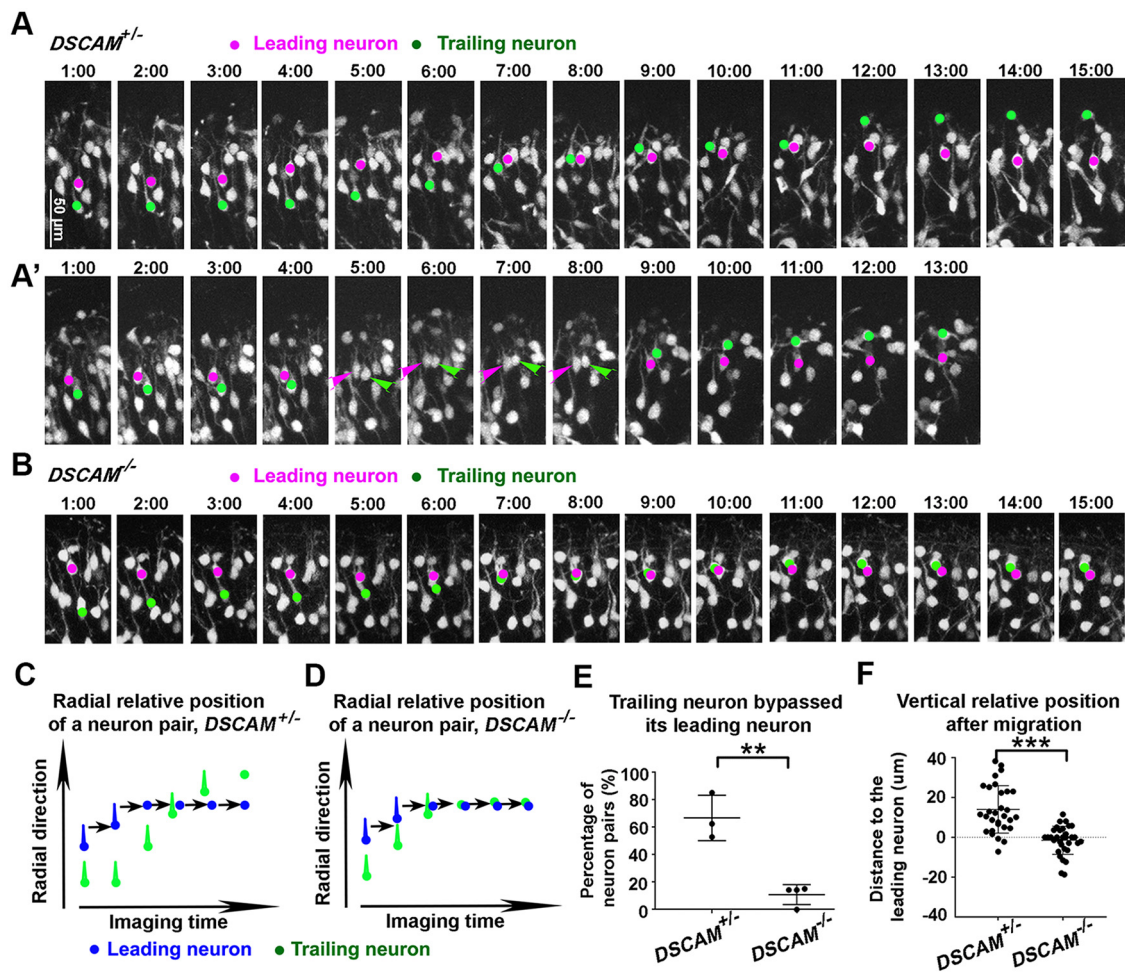 A
DSCAM+/-
● Leading neuron ● Trailing neuron
1:00 2:00 3:00 4:00 5:00 6:00 7:00 8:00 9:00 10:00 11:00 12:00 13:00 14:00 15:00
50 µm
A'
1:00 2:00 3:00 4:00 5:00 6:00 7:00 8:00 9:00 10:00 11:00 12:00 13:00
B
DSCAM-/-
● Leading neuron ● Trailing neuron
1:00 2:00 3:00 4:00 5:00 6:00 7:00 8:00 9:00 10:00 11:00 12:00 13:00 14:00 15:00
C
Radial relative position
of a neuron pair, DSCAM+/-
Radial direction
Imaging time
D
Radial relative position
of a neuron pair, DSCAM-/-
Radial direction
Imaging time
● Leading neuron ● Trailing neuron
E
Trailing neuron bypassed
its leading neuron
**
Percentage of
neuron pairs (%)
100
80
60
40
20
0
DSCAM+/-
DSCAM-/-
F
Vertical relative position
after migration
***
Distance to the
leading neuron (um)
40
20
0
-20
-40
DSCAM+/-
DSCAM-/-